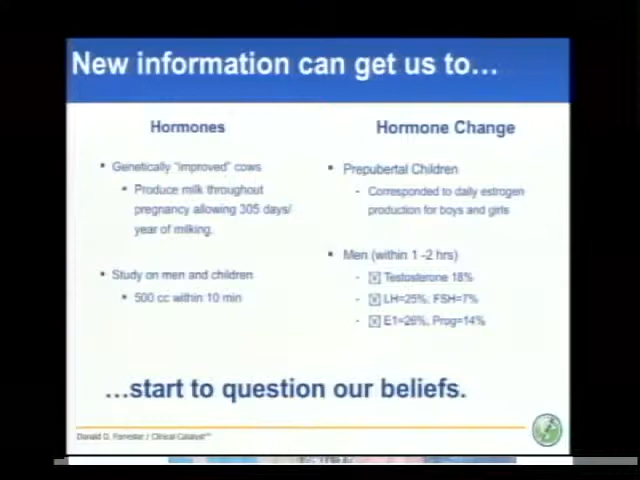 New information can get us to…
Hormones
Genetically "improved" cows
Produce milk throughout
pregnancy allowing 305 days/
year of milking.
Study on men and children
500 cc within 10 min
Hormone Change
Prepubertal Children
Corresponded to daily estrogen
production for boys and girls
Men (within 1 -2 hrs)
Testosterone 18%
LH=25%; FSH=7%
E1=26%, Prog=14%
…start to question our beliefs.
Donald D. Forrester / Clinical Catalyst